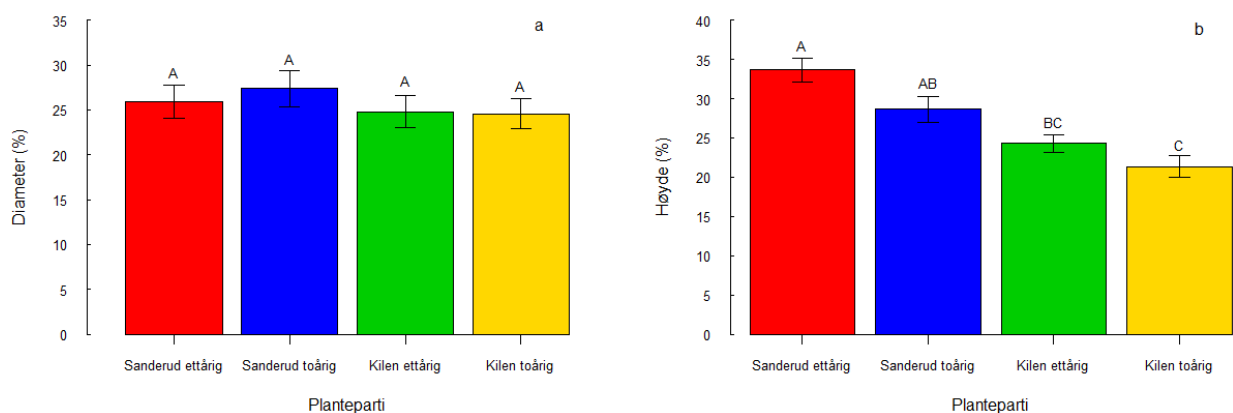 a
Diameter (%)
35
30
25
20
15
10
5
0
A
A
A
A
Sanderud ettårig
Sanderud toårig
Kilen ettårig
Kilen toårig
Planteparti
b
Høyde (%)
40
35
30
25
20
15
10
5
0
A
AB
BC
C
Sanderud ettårig
Sanderud toårig
Kilen ettårig
Kilen toårig
Planteparti